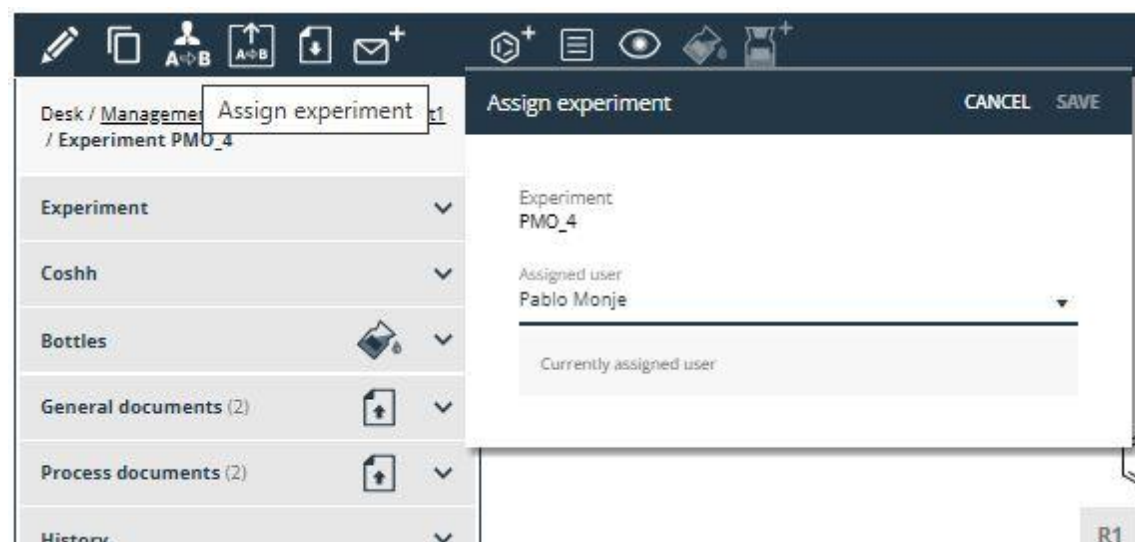 A⇨B
A⇨B
Assign experiment
Desk / Managemen t1
/ Experiment PMO_4
Experiment
Coshh
Bottles
General documents (2)
Process documents (2)
History
Assign experiment CANCEL SAVE
Experiment
PMO_4
Assigned user
Pablo Monje
Currently assigned user
R1